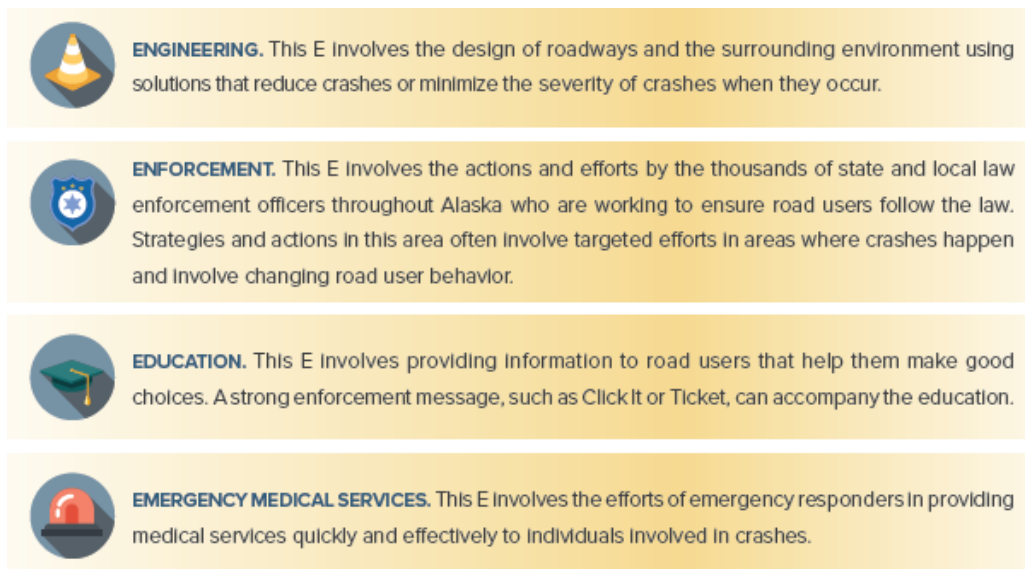 ENGINEERING. This E involves the design of roadways and the surrounding environment using
solutions that reduce crashes or minimize the severity of crashes when they occur.
ENFORCEMENT. This E involves the actions and efforts by the thousands of state and local law
enforcement officers throughout Alaska who are working to ensure road users follow the law.
Strategies and actions in this area often involve targeted efforts in areas where crashes happen
and involve changing road user behavior.
EDUCATION. This E involves providing information to road users that help them make good
choices. A strong enforcement message, such as Click It or Ticket, can accompany the education.
EMERGENCY MEDICAL SERVICES. This E involves the efforts of emergency responders in providing
medical services quickly and effectively to individuals involved in crashes.